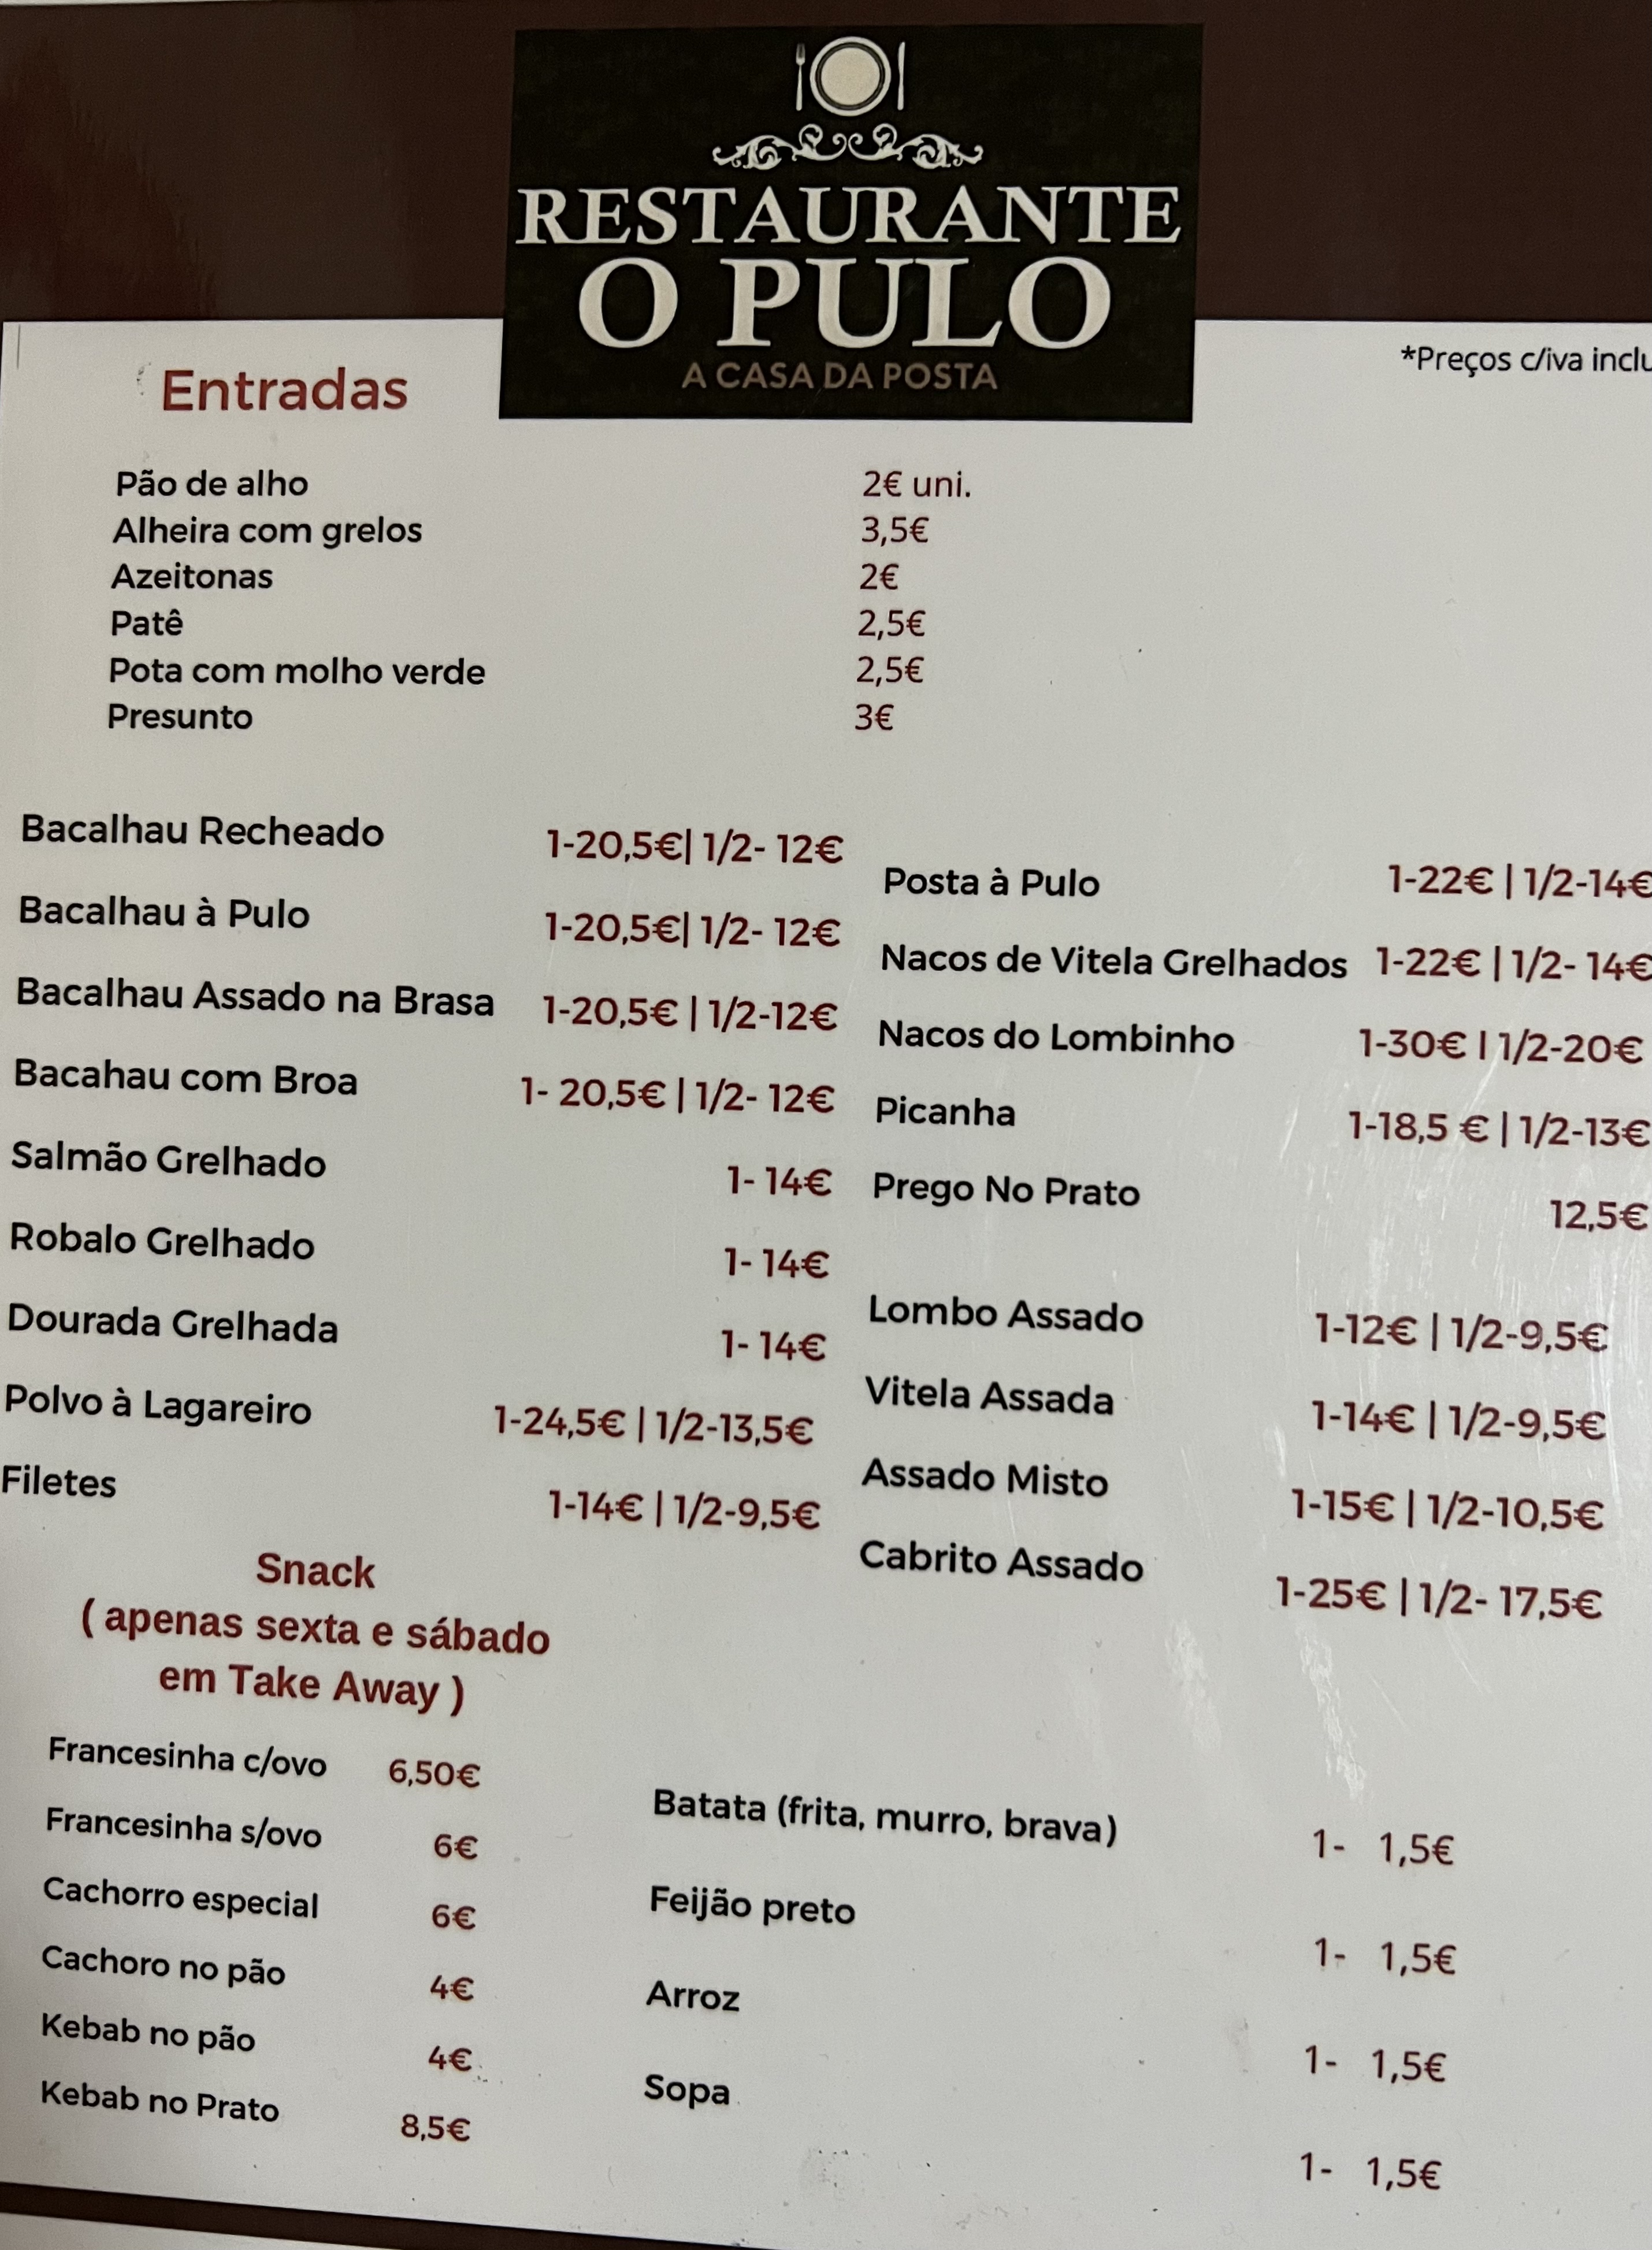 RESTAURANTE
O PULO
A CASA DA POSTA
*Preços c/iva inclu
Entradas
Pão de alho 2€ uni.
Alheira com grelos 3,5€
Azeitonas 2€
Patê 2,5€
Pota com molho verde 2,5€
Presunto 3€
Bacalhau Recheado 1-20,5€| 1/2- 12€
Bacalhau à Pulo 1-20,5€| 1/2- 12€
Bacalhau Assado na Brasa 1-20,5€ | 1/2-12€
Bacahau com Broa 1- 20,5€ | 1/2- 12€
Salmão Grelhado 1- 14€
Robalo Grelhado 1- 14€
Dourada Grelhada 1- 14€
Polvo à Lagareiro 1-24,5€ | 1/2-13,5€
Filetes 1-14€ | 1/2-9,5€
Posta à Pulo 1-22€ | 1/2-14€
Nacos de Vitela Grelhados 1-22€ | 1/2- 14€
Nacos do Lombinho 1-30€ I 1/2-20€
Picanha 1-18,5 € | 1/2-13€
Prego No Prato 12,5€
Lombo Assado 1-12€ | 1/2-9,5€
Vitela Assada 1-14€ | 1/2-9,5€
Assado Misto 1-15€ | 1/2-10,5€
Cabrito Assado 1-25€ | 1/2- 17,5€
Snack
( apenas sexta e sábado
em Take Away )
Francesinha c/ovo 6,50€
Francesinha s/ovo 6€
Cachorro especial 6€
Cachoro no pão 4€
Kebab no pão 4€
Kebab no Prato 8,5€
Batata (frita, murro, brava) 1- 1,5€
Feijão preto 1- 1,5€
Arroz 1- 1,5€
Sopa 1- 1,5€